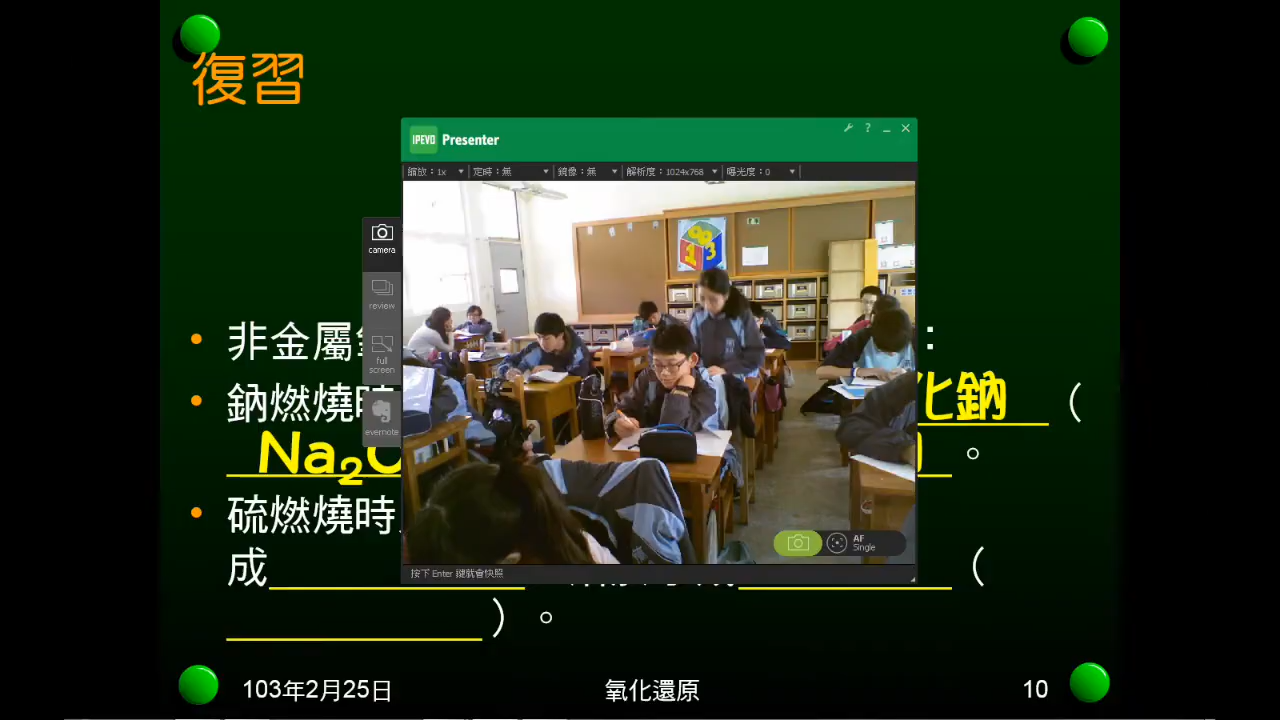 復習
IPEVO Presenter
縮放：1x 定時：無 鏡像：無 解析度：1024x768 曝光度：0
camera
review
full
screen
evernote
003
1
非金屬 ：
鈉燃燒時 化鈉 （
Na₂ 。
硫燃燒時
成 （
）。
AF
Single
按下 Enter 鍵就會快照
103年2月25日 氧化還原 10